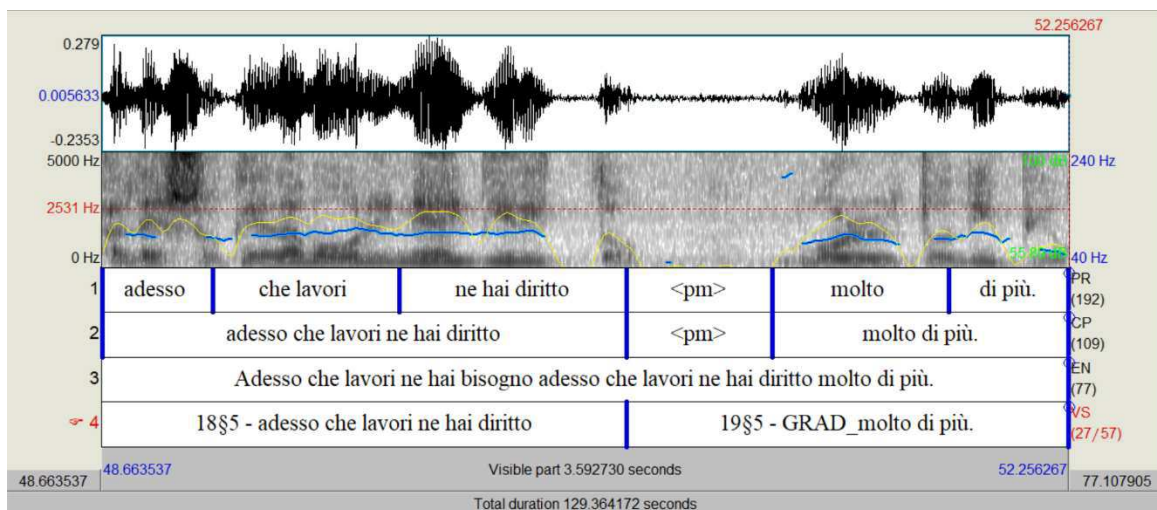 52.256267
0.279
0.005633
-0.2353
5000 Hz 240 Hz
2531 Hz
0 Hz 40 Hz
1 adesso che lavori ne hai diritto <pm> molto di più. PR (192)
2 adesso che lavori ne hai diritto <pm> molto di più. CP (109)
3 Adesso che lavori ne hai bisogno adesso che lavori ne hai diritto molto di più. EN (77)
4 18§5 - adesso che lavori ne hai diritto 19§5 - GRAD_molto di più. VS (27/57)
48.663537 Visible part 3.592730 seconds 52.256267
48.663537 77.107905
Total duration 129.364172 seconds